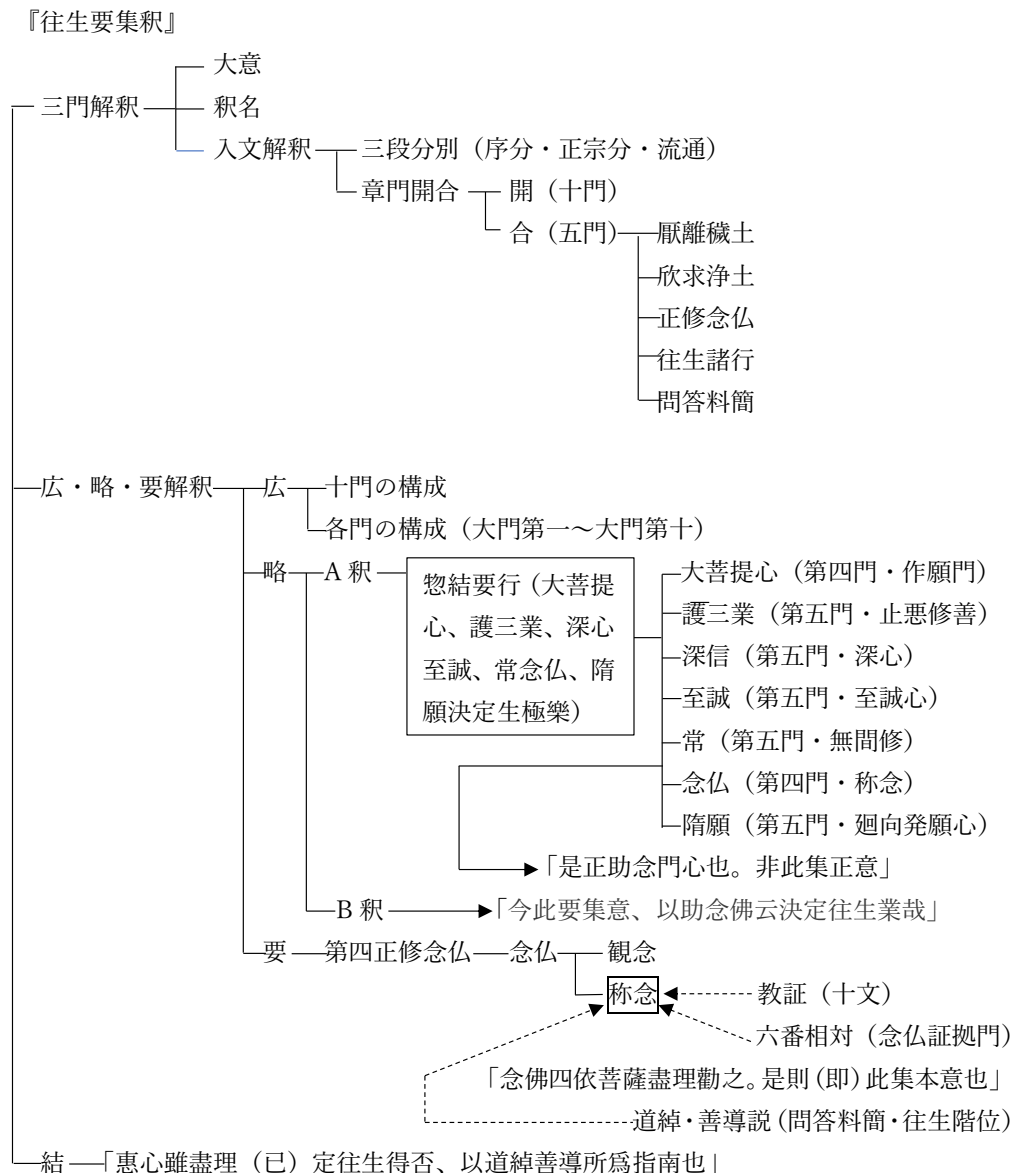 『往生要集釈』
大意
三門解釈 釈名
入文解釈 三段分別（序分・正宗分・流通）
章門開合 開（十門）
合（五門） 厭離穢土
欣求浄土
正修念仏
往生諸行
問答料簡
広・略・要解釈 広 十門の構成
各門の構成（大門第一～大門第十）
略 A 釈
惣結要行（大菩提
心、護三業、深心
至誠、常念仏、隋
願決定生極樂）
大菩提心（第四門・作願門）
護三業（第五門・止悪修善）
深信（第五門・深心）
至誠（第五門・至誠心）
常（第五門・無間修）
念仏（第四門・称念）
隋願（第五門・廻向発願心）
「是正助念門心也。非此集正意」
B 釈 「今此要集意、以助念佛云決定往生業哉」
要 第四正修念仏 念仏 観念
称念 教証（十文）
六番相対（念仏証拠門）
「念佛四依菩薩盡理勸之。是則（即）此集本意也」
道綽・善導説（問答料簡・往生階位）
結 「惠心雖盡理（已）定往生得否、以道綽善導所爲指南也」